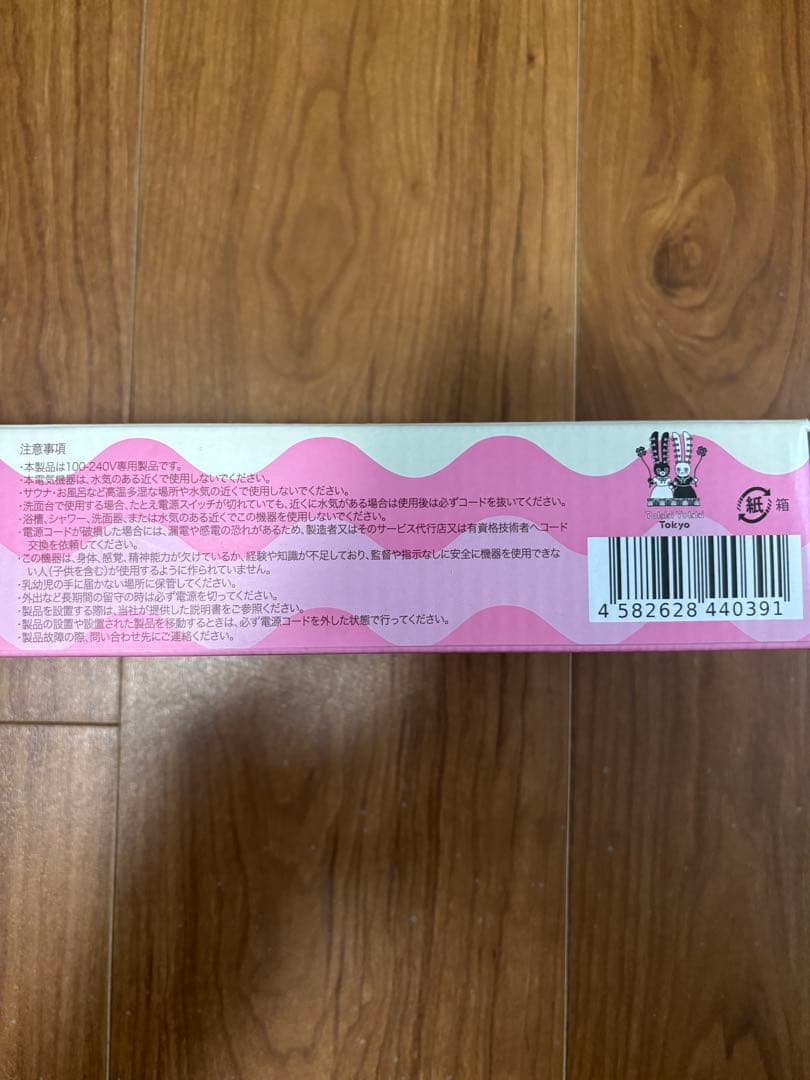 注意事項
・本製品は100-240V専用製品です。
・本電気機器は、水気のある近くで使用しないでください。
・サウナ・お風呂など高温多湿な場所や水気の近くで使用しないでください。
・洗面台で使用する場合、たとえ電源スイッチが切れていても、近くに水気がある場合は使用後は必ずコードを抜いてください。
・浴槽、シャワー、洗面器、または水気のある近くでこの機器を使用しないでください。
・電源コードが破損した場合には、漏電や感電の恐れがあるため、製造者又はそのサービス代行店又は有資格技術者へコード
交換を依頼してください。
・この機器は、身体、感覚、精神能力が欠けているか、経験や知識が不足しており、監督や指示なしに安全に機器を使用できな
い人(子供を含む)が使用するように作られていません。
・乳幼児の手に届かない場所に保管してください。
・外出など長期間の留守の時は必ず電源を切ってください。
・製品を設置する際は、当社が提供した説明書をご参照ください。
・製品の設置や設置された製品を移動するときは、必ず電源コードを外した状態で行ってください。
・製品故障の際、問い合わせ先にご連絡ください。
Tokyo
紙 箱
4 582628 440391